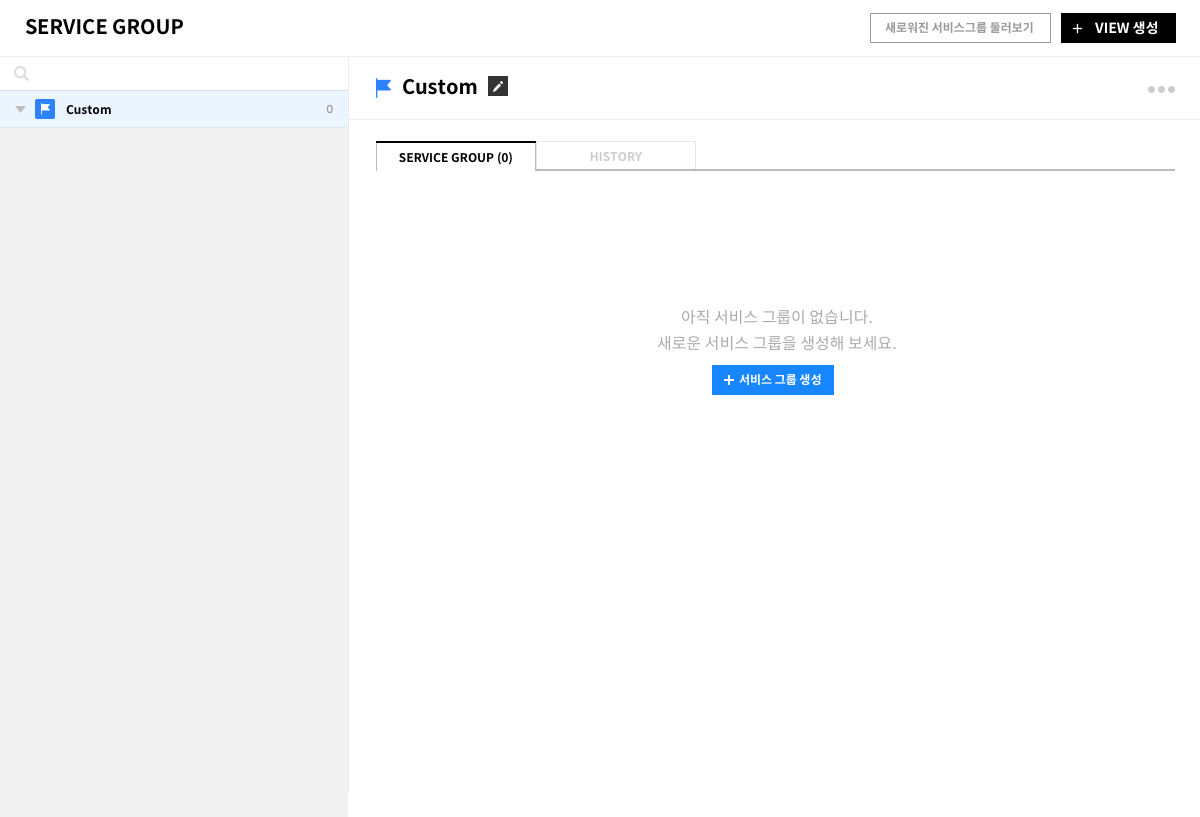 SERVICE GROUP
새로워진 서비스그룹 둘러보기
+ VIEW 생성
Custom
0
Custom
SERVICE GROUP (0)
HISTORY
아직 서비스 그룹이 없습니다.
새로운 서비스 그룹을 생성해 보세요.
+ 서비스 그룹 생성